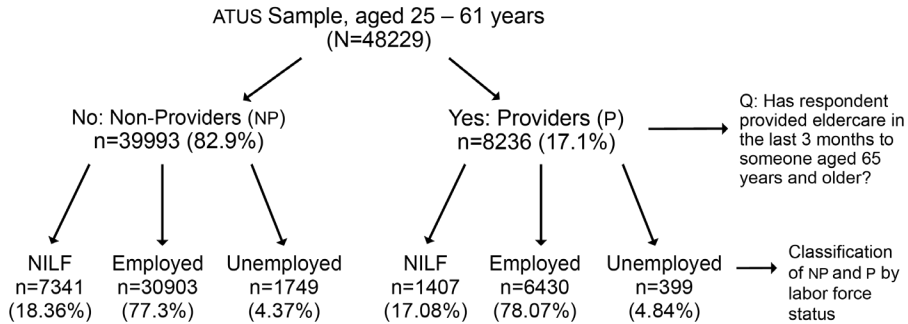 ATUS Sample, aged 25 – 61 years
(N=48229)
No: Non-Providers (NP)
n=39993 (82.9%)
Yes: Providers (P)
n=8236 (17.1%)
Q: Has respondent
provided eldercare in
the last 3 months to
someone aged 65
years and older?
NILF
n=7341
(18.36%)
Employed
n=30903
(77.3%)
Unemployed
n=1749
(4.37%)
NILF
n=1407
(17.08%)
Employed
n=6430
(78.07%)
Unemployed
n=399
(4.84%)
Classification
of NP and P by
labor force
status